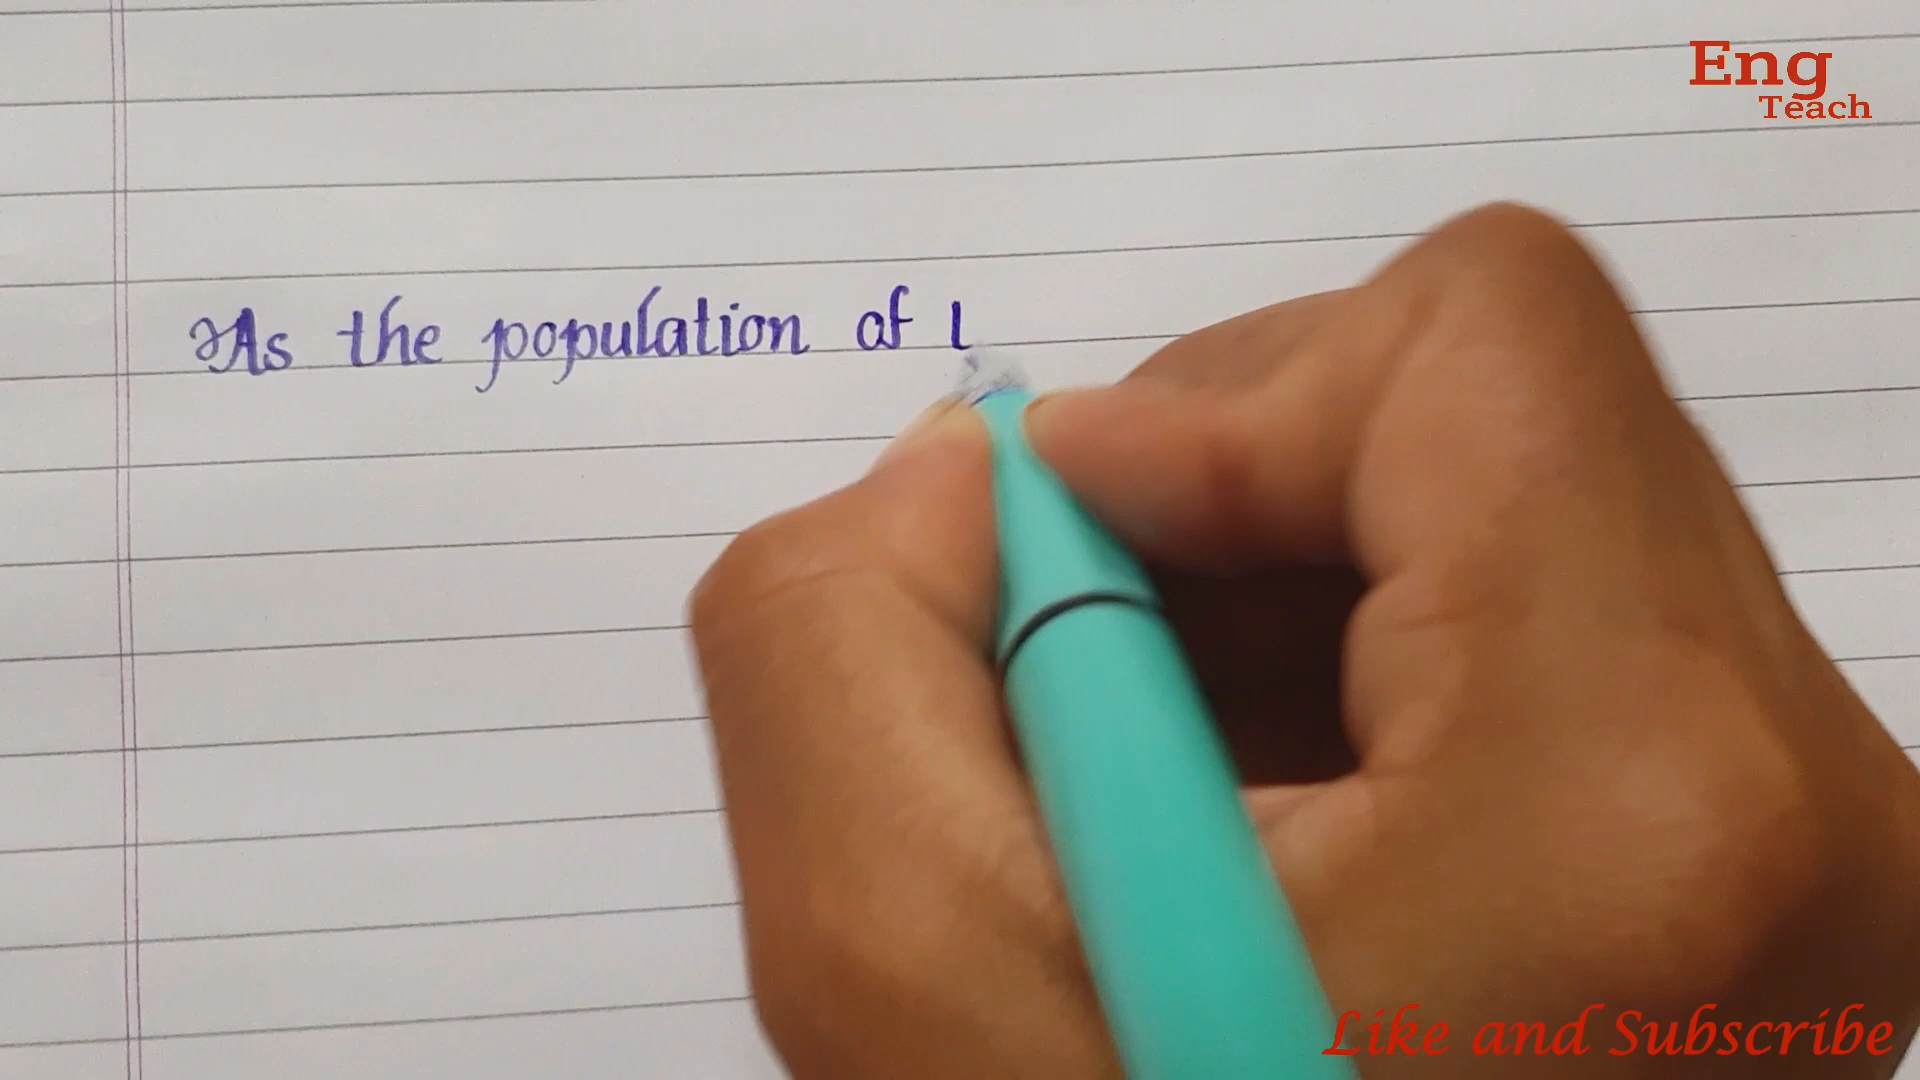 Eng
Teach
As the population of
Like and Subscribe